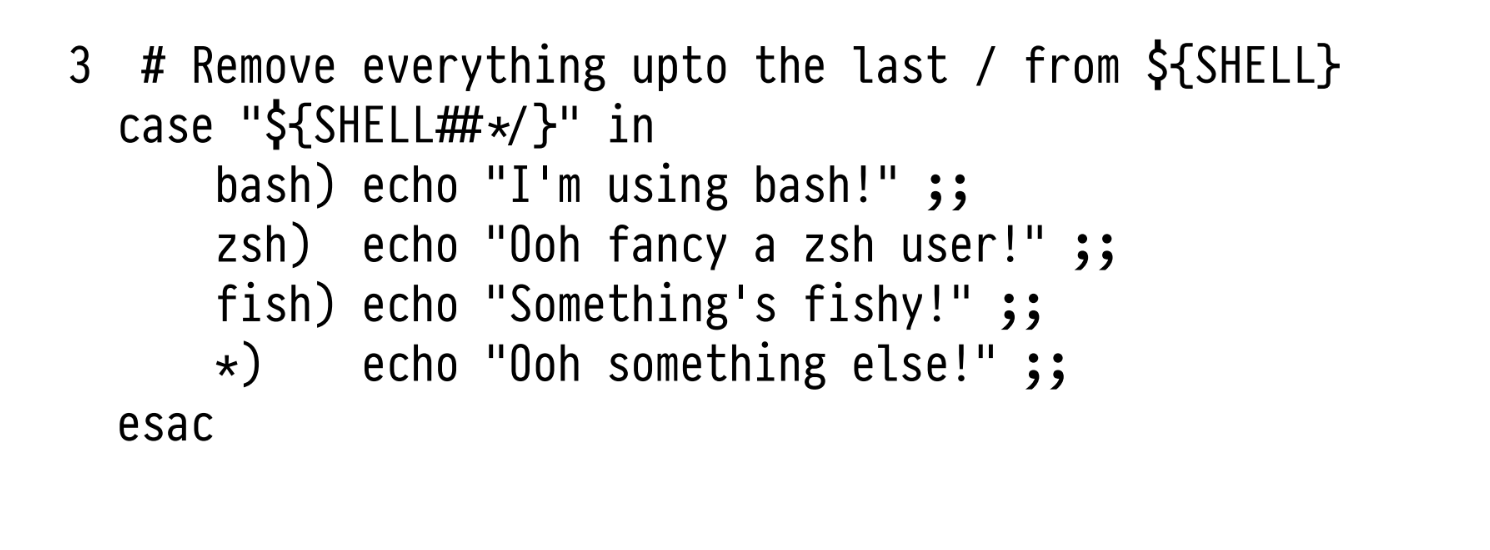 3  # Remove everything upto the last / from ${SHELL}
  case "${SHELL##*/}" in
      bash) echo "I'm using bash!" ;;
      zsh)  echo "Ooh fancy a zsh user!" ;;
      fish) echo "Something's fishy!" ;;
      *)    echo "Ooh something else!" ;;
  esac